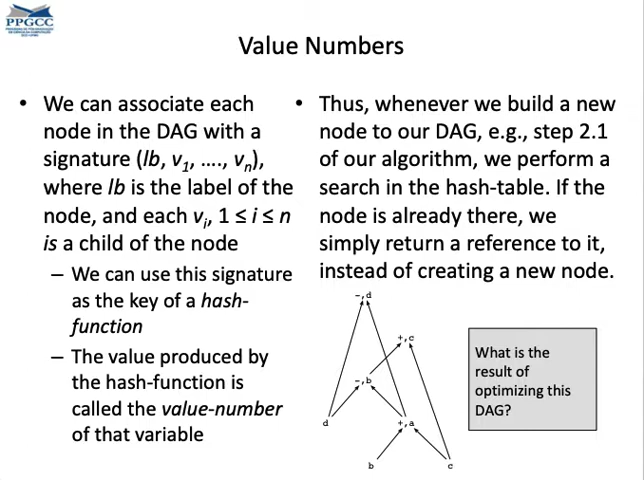 PPGCC
Value Numbers
• We can associate each
node in the DAG with a
signature (lb, v1, …., vn),
where lb is the label of the
node, and each vi, 1 ≤ i ≤ n
is a child of the node
– We can use this signature
as the key of a hash-
function
– The value produced by
the hash-function is
called the value-number
of that variable
• Thus, whenever we build a new
node to our DAG, e.g., step 2.1
of our algorithm, we perform a
search in the hash-table. If the
node is already there, we
simply return a reference to it,
instead of creating a new node.
-,d
+,c
-,b
d
+,a
b
c
What is the
result of
optimizing this
DAG?